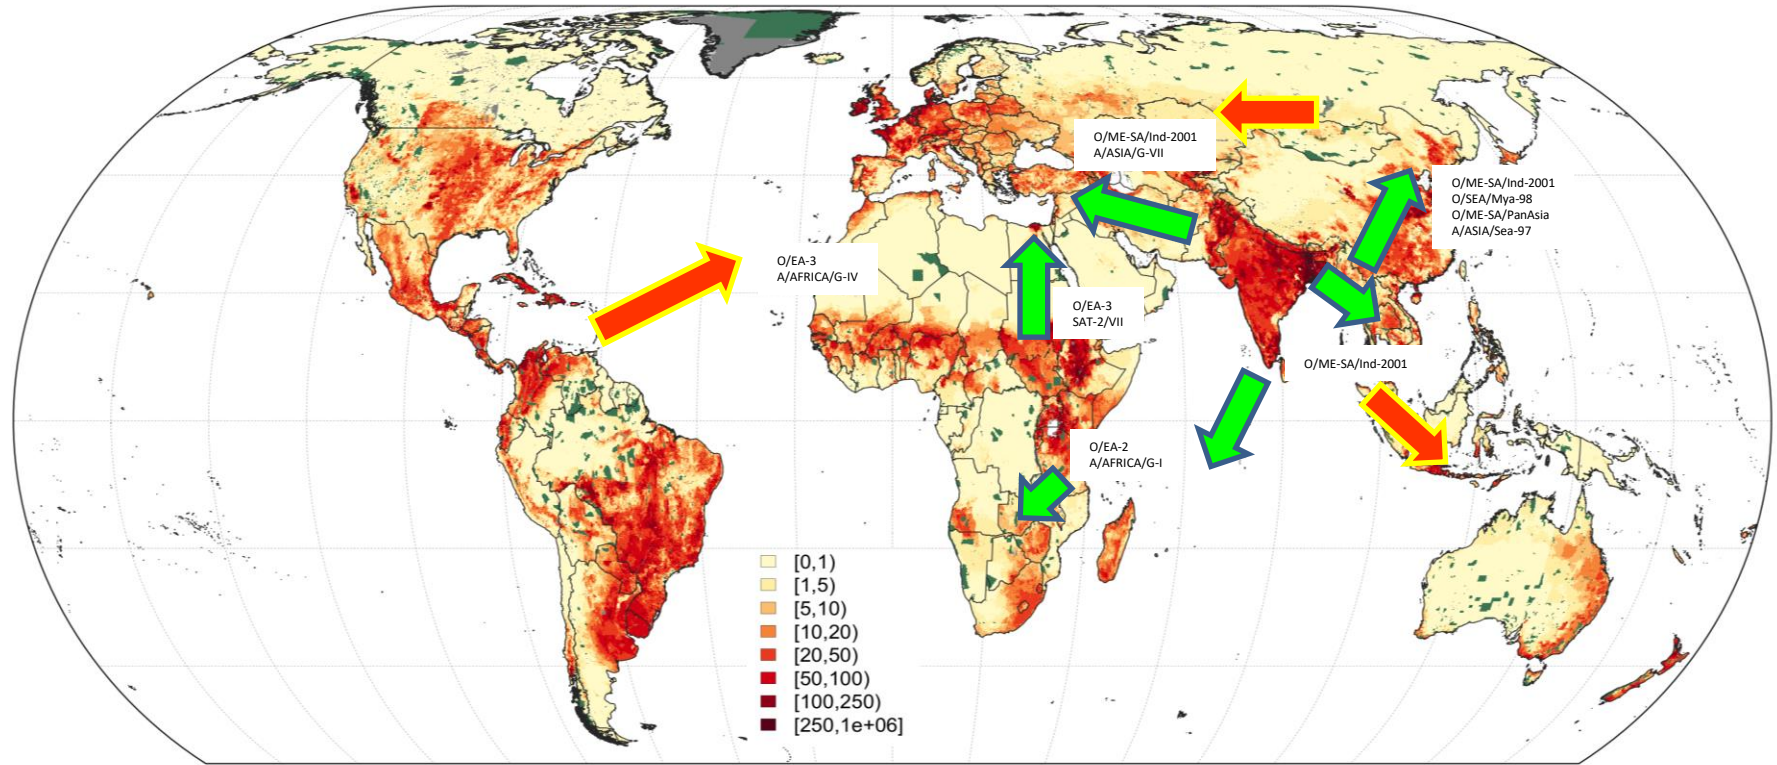 O/ME-SA/Ind-2001
A/ASIA/G-VII
O/ME-SA/Ind-2001
O/SEA/Mya-98
O/ME-SA/PanAsia
A/ASIA/Sea-97
O/EA-3
A/AFRICA/G-IV
O/EA-3
SAT-2/VII
O/ME-SA/Ind-2001
O/EA-2
A/AFRICA/G-I
[0,1)
[1,5)
[5,10)
[10,20)
[20,50)
[50,100)
[100,250)
[250,1e+06]